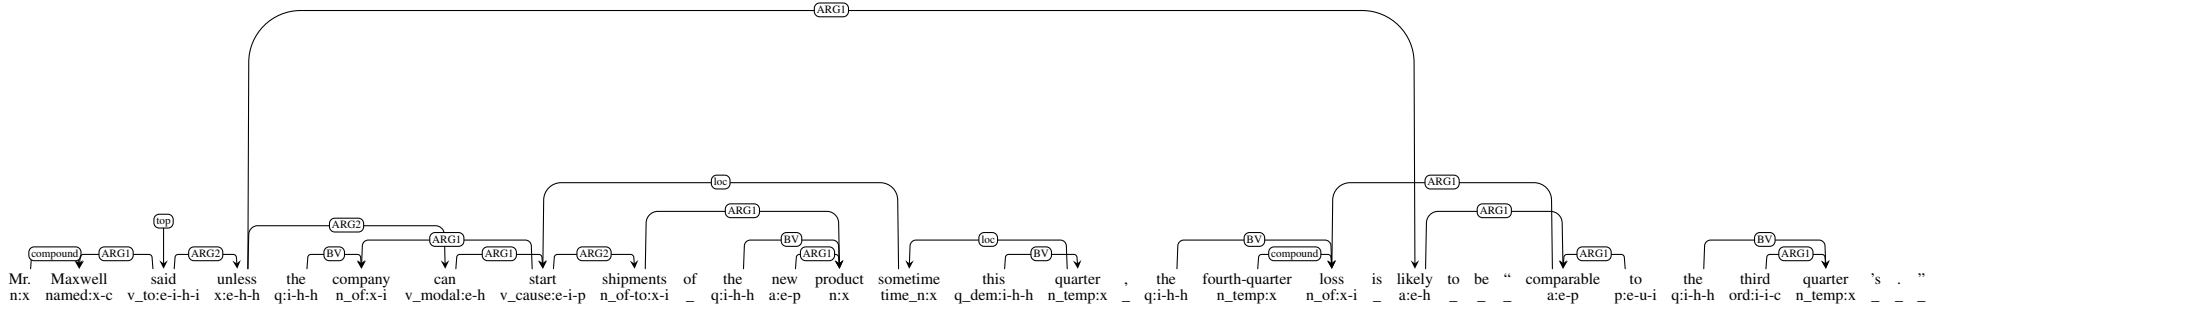 ARG1
loc ARG1
top ARG1 ARG1
ARG2
ARG1 BV loc BV BV
compound ARG1 ARG2 BV ARG1 ARG2 ARG1 BV compound ARG1 ARG1
Mr. Maxwell said unless the company can start shipments of the new product sometime this quarter , the fourth-quarter loss is likely to be “ comparable to the third quarter 's . ”
n:x named:x-c v_to:e-i-h-i x:e-h-h q:i-h-h n_of:x-i v_modal:e-h v_cause:e-i-p n_of-to:x-i _ q:i-h-h a:e-p n:x time_n:x q_dem:i-h-h n_temp:x _ q:i-h-h n_temp:x n_of:x-i _ a:e-h _ _ _ a:e-p p:e-u-i q:i-h-h ord:i-i-c n_temp:x _ _ _